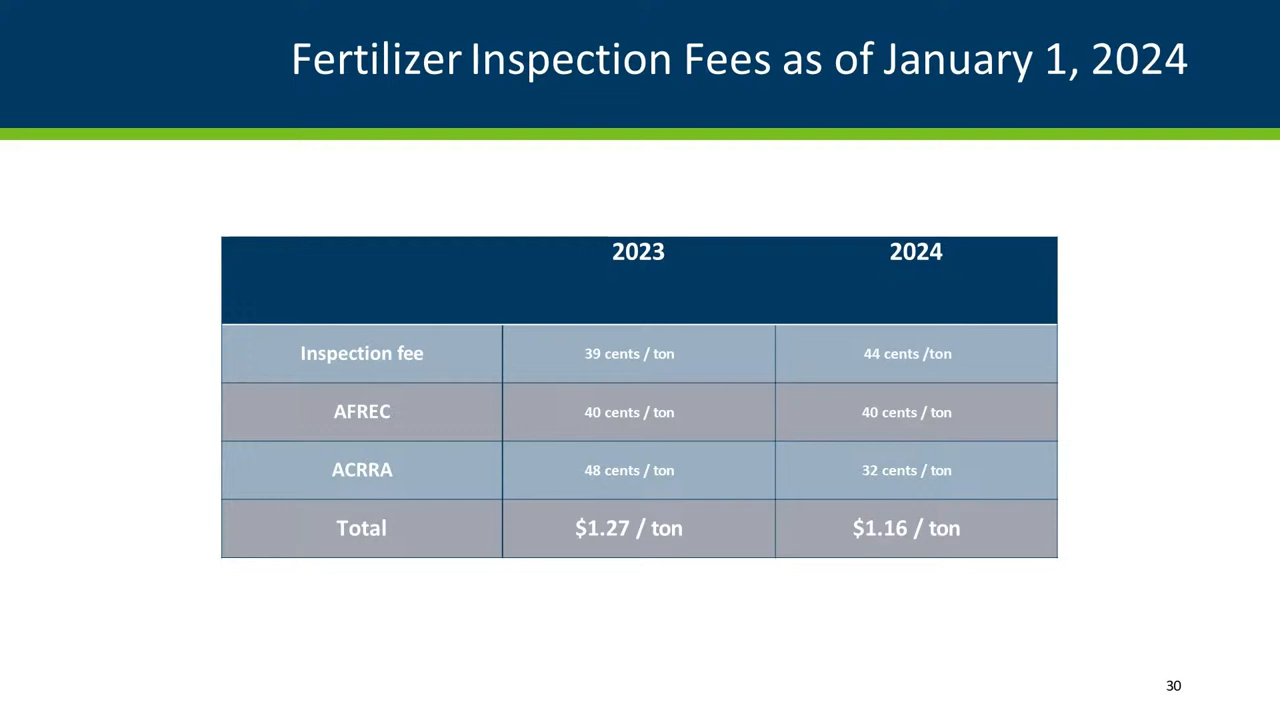 Fertilizer Inspection Fees as of January 1, 2024
2023 2024
Inspection fee 39 cents / ton 44 cents /ton
AFREC 40 cents / ton 40 cents / ton
ACRRA 48 cents / ton 32 cents / ton
Total $1.27 / ton $1.16 / ton
30